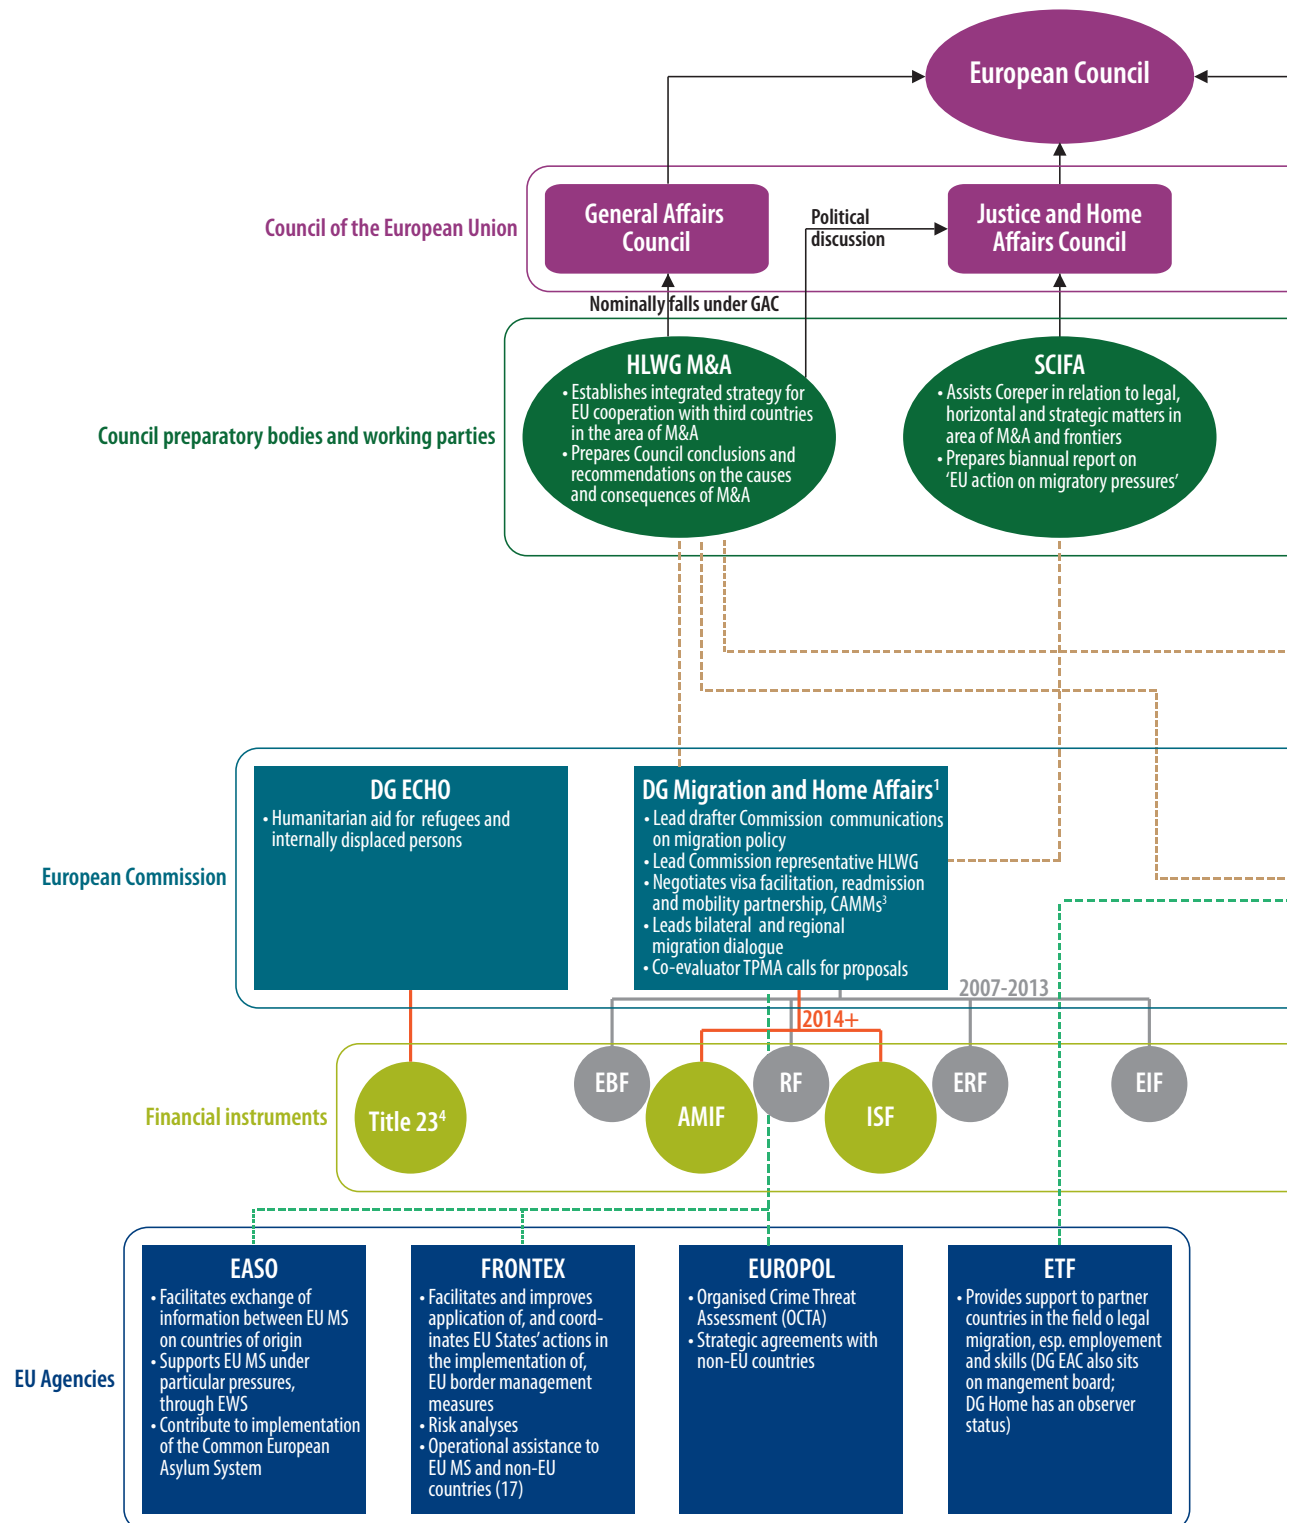 European Council
Council of the European Union
General Affairs
Council
Political
discussion
Justice and Home
Affairs Council
Nominally falls under GAC
Council preparatory bodies and working parties
HLWG M&A
• Establishes integrated strategy for
EU cooperation with third countries
in the area of M&A
• Prepares Council conclusions and
recommendations on the causes
and consequences of M&A
SCIFA
• Assists Coreper in relation to legal,
horizontal and strategic matters in
area of M&A and frontiers
• Prepares biannual report on
‘EU action on migratory pressures’
European Commission
DG ECHO
• Humanitarian aid for refugees and
internally displaced persons
DG Migration and Home Affairs¹
• Lead drafter Commission communications
on migration policy
• Lead Commission representative HLWG
• Negotiates visa facilitation, readmission
and mobility partnership, CAMMs³
• Leads bilateral and regional
migration dialogue
• Co-evaluator TPMA calls for proposals
2007-2013
2014+
Financial instruments
Title 23⁴
EBF
AMIF
RF
ISF
ERF
EIF
EU Agencies
EASO
• Facilitates exchange of
information between EU MS
on countries of origin
• Supports EU MS under
particular pressures,
through EWS
• Contribute to implementation
of the Common European
Asylum System
FRONTEX
• Facilitates and improves
application of, and coord-
inates EU States’ actions in
the implementation of,
EU border management
measures
• Risk analyses
• Operational assistance to
EU MS and non-EU
countries (17)
EUROPOL
• Organised Crime Threat
Assessment (OCTA)
• Strategic agreements with
non-EU countries
ETF
• Provides support to partner
countries in the field o legal
migration, esp. employement
and skills (DG EAC also sits
on mangement board;
DG Home has an observer
status)